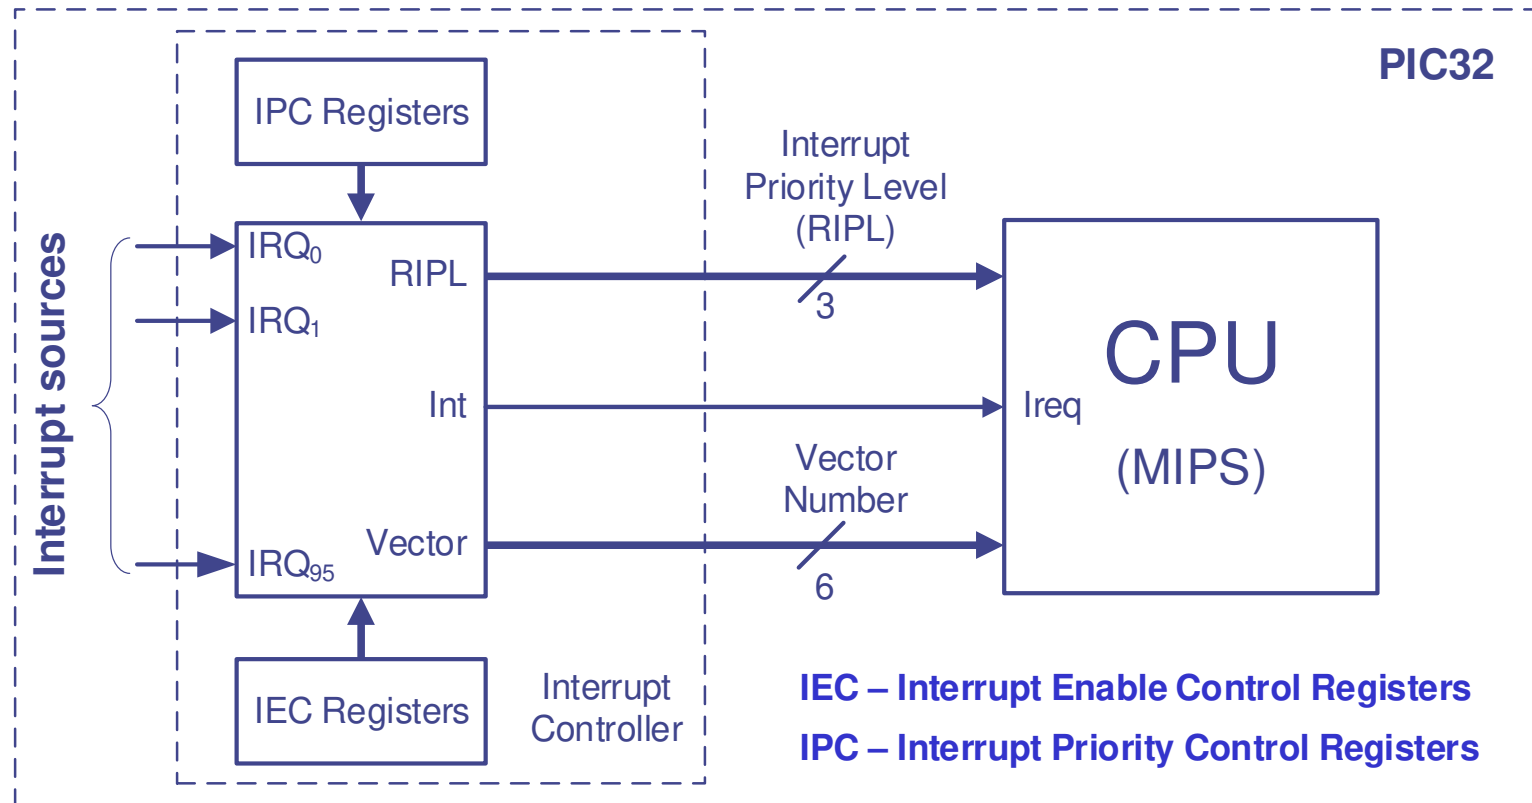 PIC32
IPC Registers
Interrupt
Priority Level
(RIPL)
3
Interrupt sources
IRQ0
IRQ1
IRQ95
RIPL
Int
Vector
Ireq
CPU
(MIPS)
Vector
Number
6
IEC Registers
Interrupt
Controller
IEC – Interrupt Enable Control Registers
IPC – Interrupt Priority Control Registers